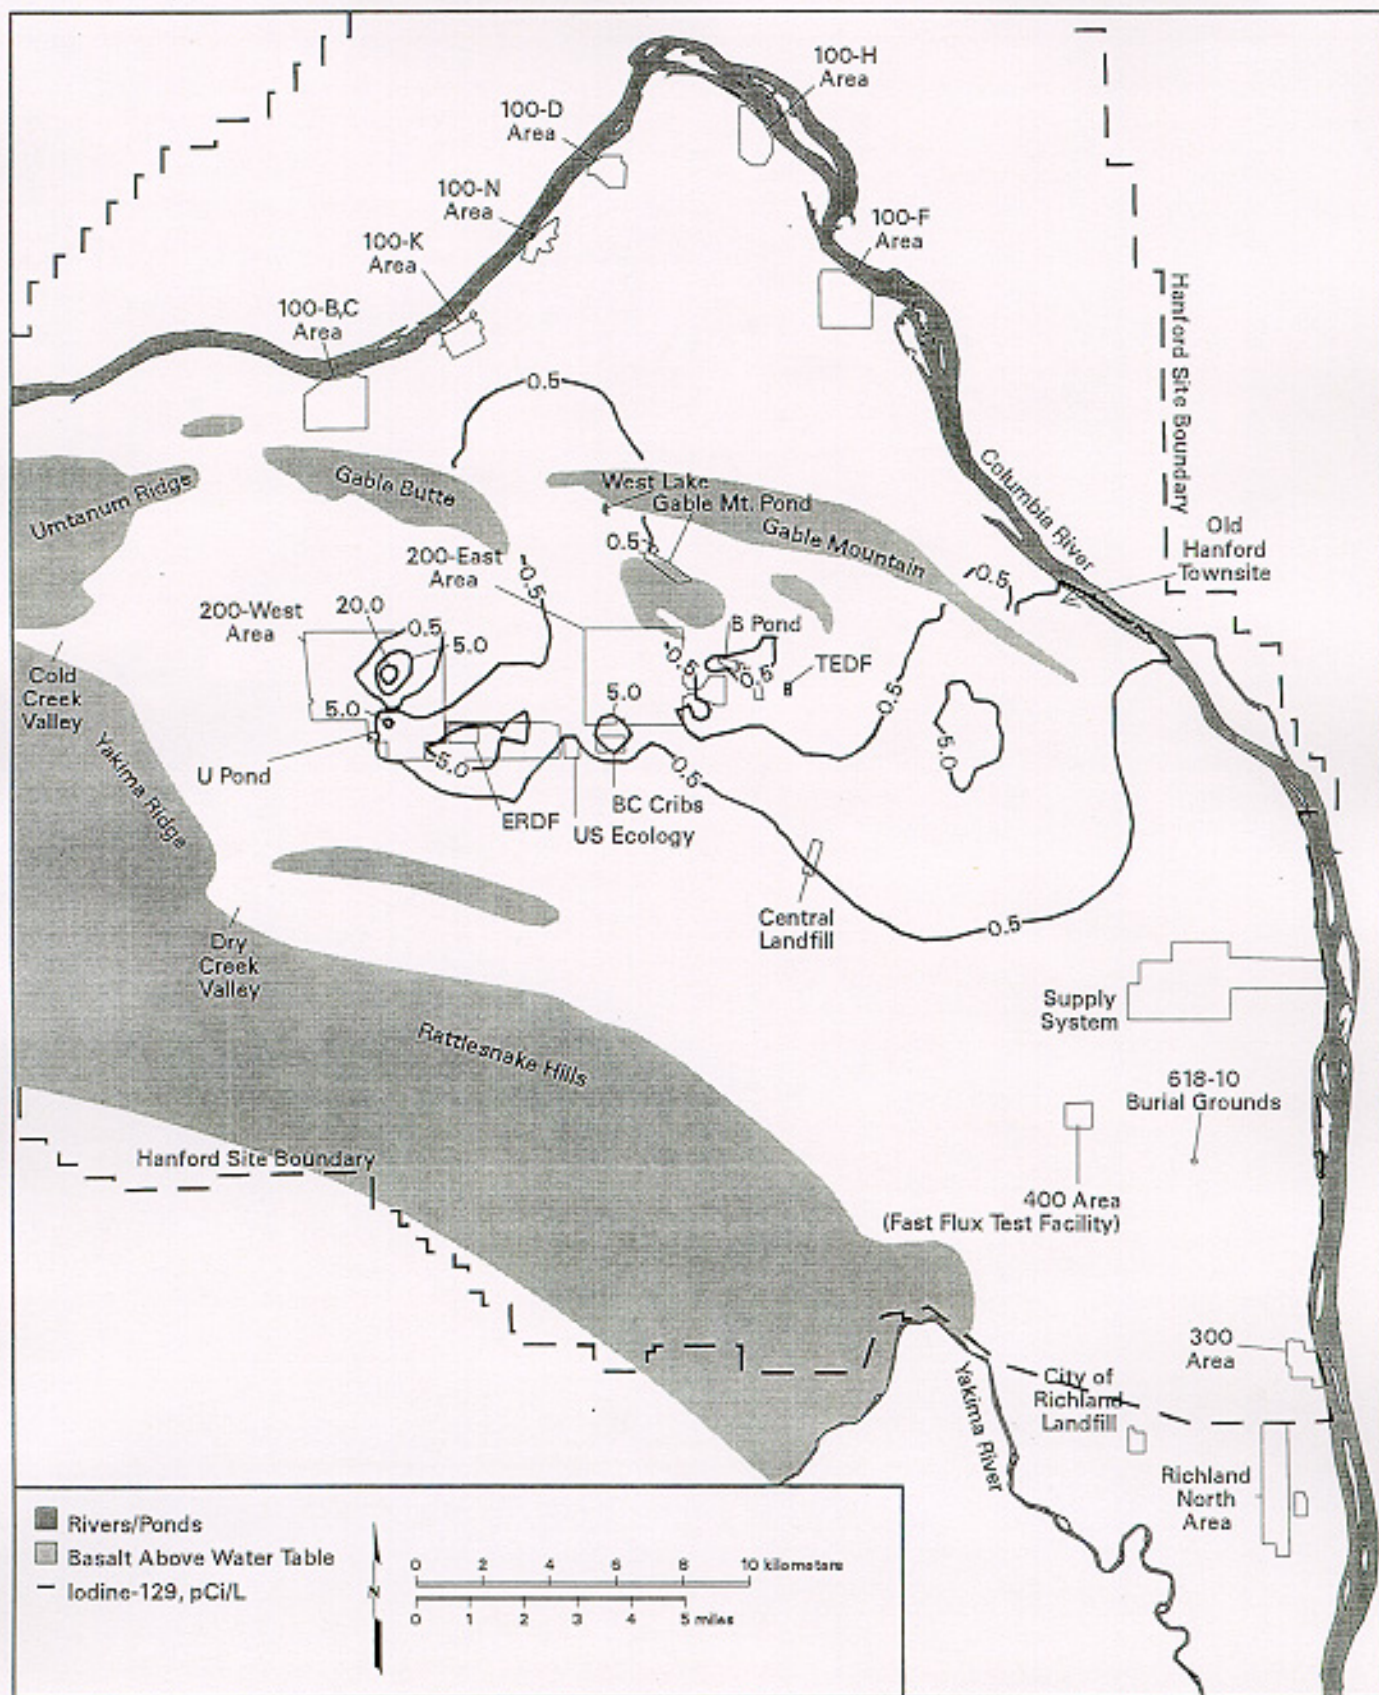 100-H
Area
100-D
Area
100-N
Area
100-F
Area
100-K
Area
100-B,C
Area
Hanford Site Boundary
0.5
Columbia River
Umtanum Ridge
Gable Butte
West Lake
Gable Mt. Pond
Gable Mountain
Old
Hanford
Townsite
200-East
Area
0.5
0.5
0.5
200-West
Area
20.0
0.5
5.0
B Pond
0.5
0.5
TEDF
Cold
Creek
Valley
5.0
5.0
0.5
5.0
Yakima Ridge
U Pond
5.0
0.5
ERDF
BC Cribs
US Ecology
Central
Landfill
0.5
Dry
Creek
Valley
Supply
System
Rattlesnake Hills
618-10
Burial Grounds
Hanford Site Boundary
400 Area
(Fast Flux Test Facility)
300
Area
City of
Richland
Landfill
Yakima River
Richland
North
Area
Rivers/Ponds
Basalt Above Water Table
Iodine-129, pCi/L
N
0 2 4 6 8 10 kilometers
0 1 2 3 4 5 miles